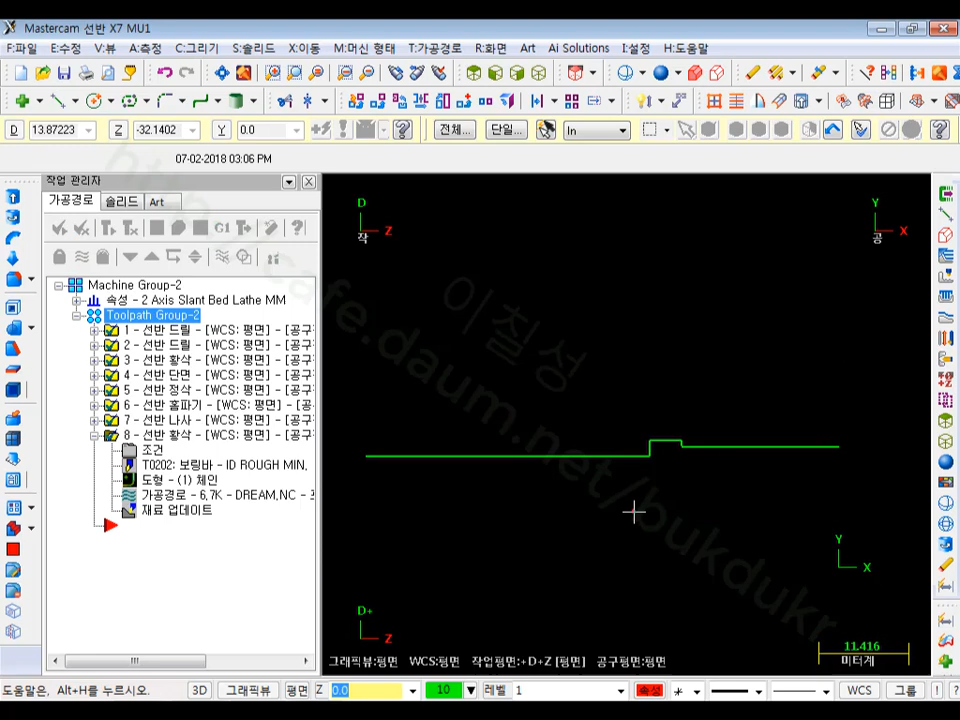 Mastercam 선반 X7 MU1
F:파일 E:수정 V:뷰 A:측정 C:그리기 S:솔리드 X:이동 M:머신 형태 T:가공경로 R:화면 Art Ai Solutions I:설정 H:도움말
D 13.87223 Z -32.1402 Y 0.0 전체... 단일... In
07-02-2018 03:06 PM
작업 관리자
가공경로 솔리드 Art
G1
Machine Group-2
속성 - 2 Axis Slant Bed Lathe MM
Toolpath Group-2
1 - 선반 드릴 - [WCS: 평면] - [공구
2 - 선반 드릴 - [WCS: 평면] - [공구
3 - 선반 황삭 - [WCS: 평면] - [공구
4 - 선반 단면 - [WCS: 평면] - [공구
5 - 선반 정삭 - [WCS: 평면] - [공구
6 - 선반 홈파기 - [WCS: 평면] - [
7 - 선반 나사 - [WCS: 평면] - [공구
8 - 선반 황삭 - [WCS: 평면] - [공구
조건
T0202: 보링바 - ID ROUGH MIN,
도형 - (1) 체인
가공경로 - 6.7K - DREAM.NC -
재료 업데이트
D
Z
작
Y
X
공
이칠성
cafe.daum.net/bukdukr
Y
X
D+
Z
11.416
미터계
그래픽뷰:평면 WCS:평면 작업평면:+D+Z [평면] 공구평면:평면
도움말은, Alt+H를 누르시오. 3D 그래픽뷰 평면 Z 0.0 10 레벨 1 속성 WCS 그룹 ! ?